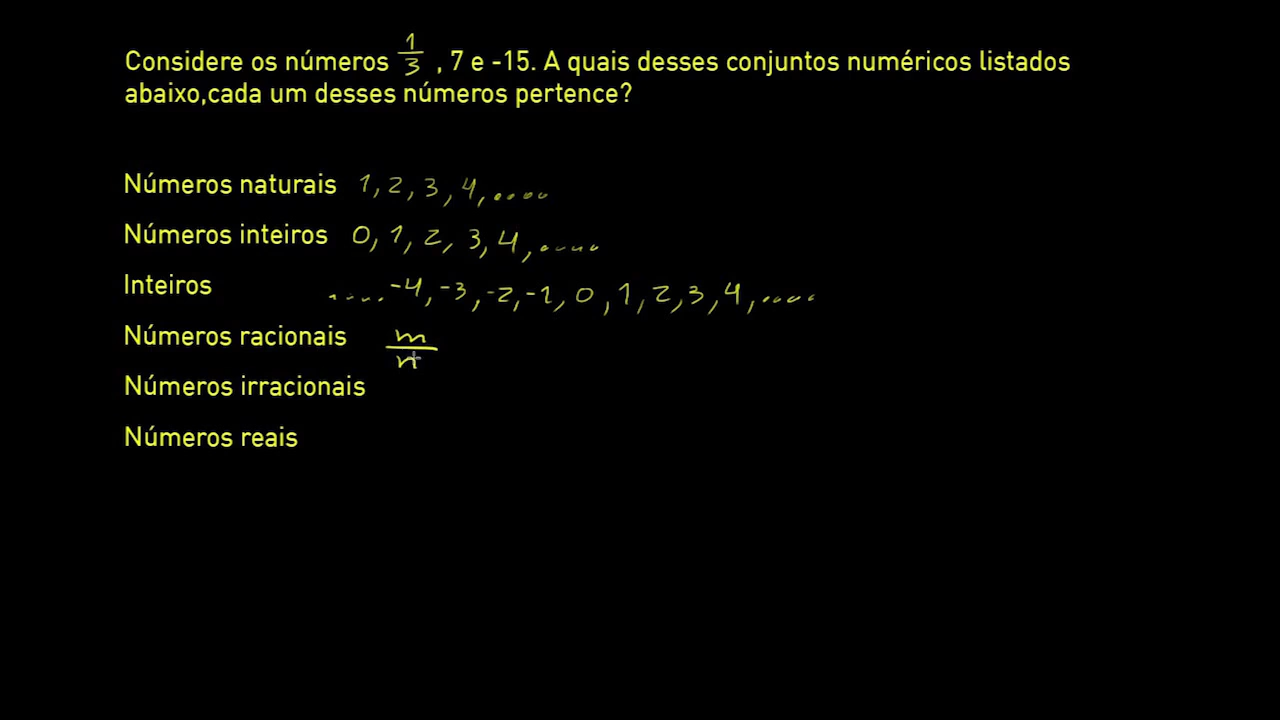 Considere os números 1/3 , 7 e -15. A quais desses conjuntos numéricos listados
abaixo,cada um desses números pertence?
Números naturais 1, 2, 3, 4, ....
Números inteiros 0, 1, 2, 3, 4, .....
Inteiros .... -4, -3, -2, -1, 0, 1, 2, 3, 4, ....
Números racionais m/n
Números irracionais
Números reais